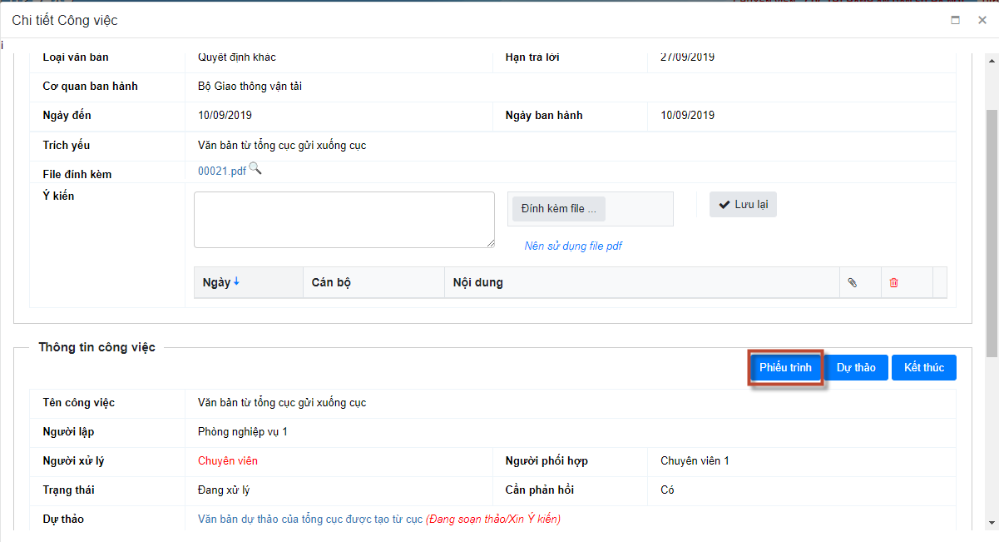 Chi tiết Công việc
i
Loại văn bản Quyết định khác Hạn trả lời 27/09/2019
Cơ quan ban hành Bộ Giao thông vận tải
Ngày đến 10/09/2019 Ngày ban hành 10/09/2019
Trích yếu Văn bản từ tổng cục gửi xuống cục
File đính kèm 00021.pdf
Ý kiến Đính kèm file ... Lưu lại
Nên sử dụng file pdf
Ngày Cán bộ Nội dung
Thông tin công việc
Phiếu trình Dự thảo Kết thúc
Tên công việc Văn bản từ tổng cục gửi xuống cục
Người lập Phòng nghiệp vụ 1
Người xử lý Chuyên viên Người phối hợp Chuyên viên 1
Trạng thái Đang xử lý Cần phản hồi Có
Dự thảo Văn bản dự thảo của tổng cục được tạo từ cục (Đang soạn thảo/Xin Ý kiến)